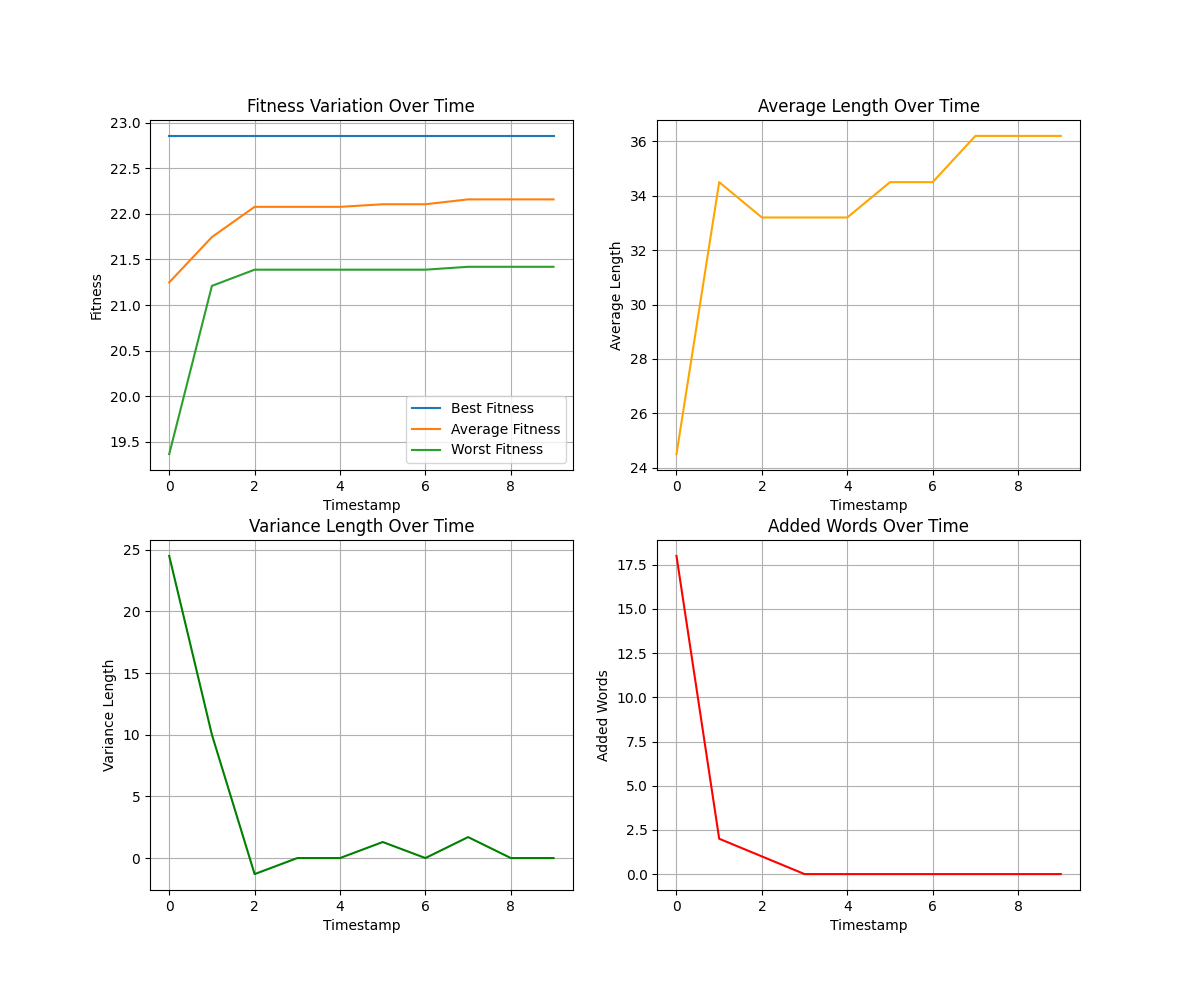 Fitness Variation Over Time
23.0
22.5
22.0
21.5
21.0
20.5
20.0
19.5
Fitness
0 2 4 6 8
Timestamp
Best Fitness
Average Fitness
Worst Fitness
Average Length Over Time
36
34
32
30
28
26
24
Average Length
0 2 4 6 8
Timestamp
Variance Length Over Time
25
20
15
10
5
0
Variance Length
0 2 4 6 8
Timestamp
Added Words Over Time
17.5
15.0
12.5
10.0
7.5
5.0
2.5
0.0
Added Words
0 2 4 6 8
Timestamp